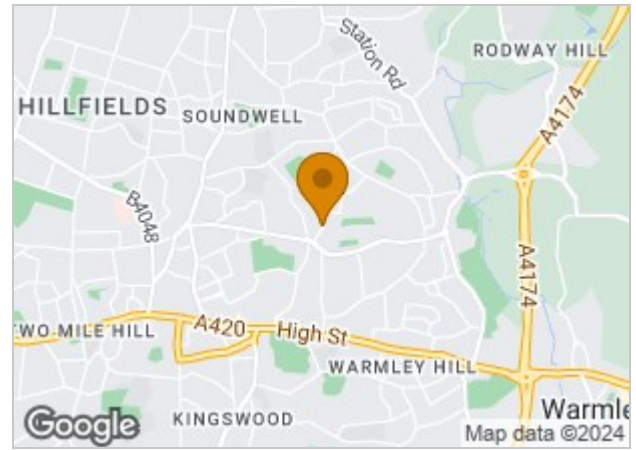 Station Rd
RODWAY HILL
A4174
HILLFIELDS
SOUNDWELL
B4048
A4174
TWO MILE HILL
A420
High St
WARMLEY HILL
KINGSWOOD
Warmle
Google
Map data ©2024